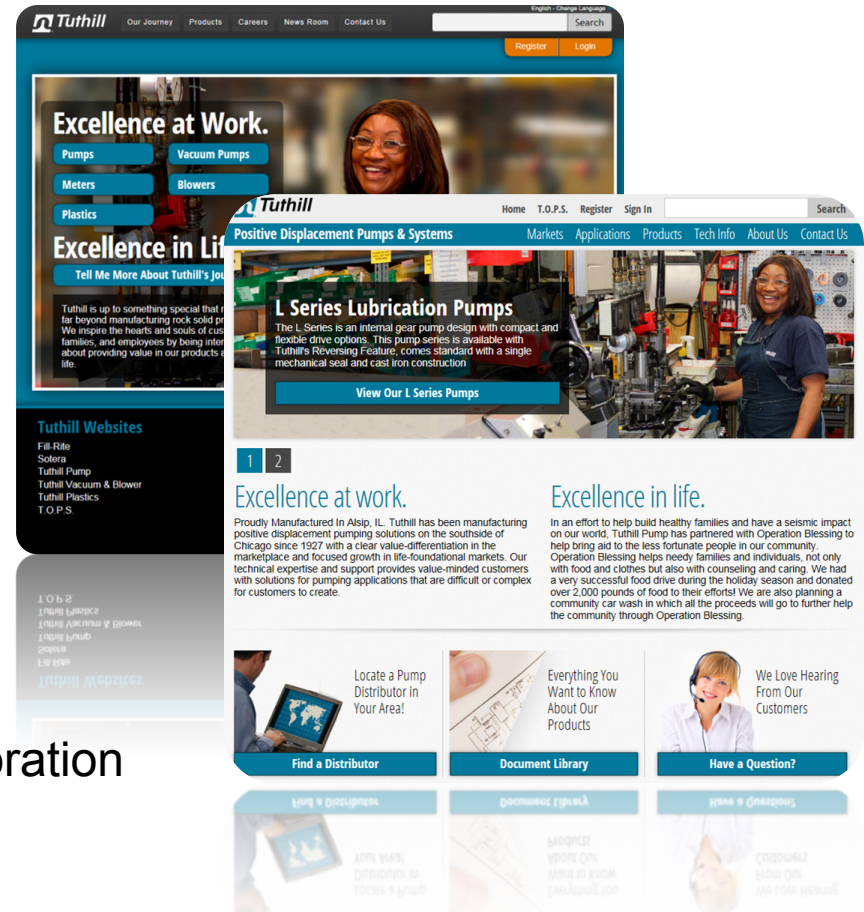 English - Change Language
Tuthill
Our Journey Products Careers News Room Contact Us
Search
Register Login
Excellence at Work.
Pumps Vacuum Pumps
Meters Blowers
Plastics
Excellence in
Tell Me More About Tuthill's
Tuthill is up to something special that
far beyond manufacturing rock solid
We inspire the hearts and souls of
families, and employees by being
about providing value in our products
life.
Tuthill Websites
Fill-Rite
Sotera
Tuthill Pump
Tuthill Vacuum & Blower
Tuthill Plastics
T.O.P.S.
Tuthill
Home T.O.P.S. Register Sign In Search
Positive Displacement Pumps & Systems
Markets Applications Products Tech Info About Us Contact Us
L Series Lubrication Pumps
The L Series is an internal gear pump design with compact and
flexible drive options. This pump series is available with
Tuthill's Reversing Feature, comes standard with a single
mechanical seal and cast iron construction
View Our L Series Pumps
1 2
Excellence at work.
Proudly Manufactured In Alsip, IL. Tuthill has been manufacturing
positive displacement pumping solutions on the southside of
Chicago since 1927 with a clear value-differentiation in the
marketplace and focused growth in life-foundational markets. Our
technical expertise and support provides value-minded customers
with solutions for pumping applications that are difficult or complex
for customers to create.
Excellence in life.
In an effort to help build healthy families and have a seismic impact
on our world, Tuthill Pump has partnered with Operation Blessing to
help bring aid to the less fortunate people in our community.
Operation Blessing helps needy families and individuals, not only
with food and clothes but also with counseling and caring. We had
a very successful food drive during the holiday season and donated
over 2,000 pounds of food to their efforts! We are also planning a
community car wash in which all the proceeds will go to further help
the community through Operation Blessing.
Locate a Pump
Distributor in
Your Area!
Find a Distributor
Everything You
Want to Know
About Our
Products
Document Library
We Love Hearing
From Our
Customers
Have a Question?
oration